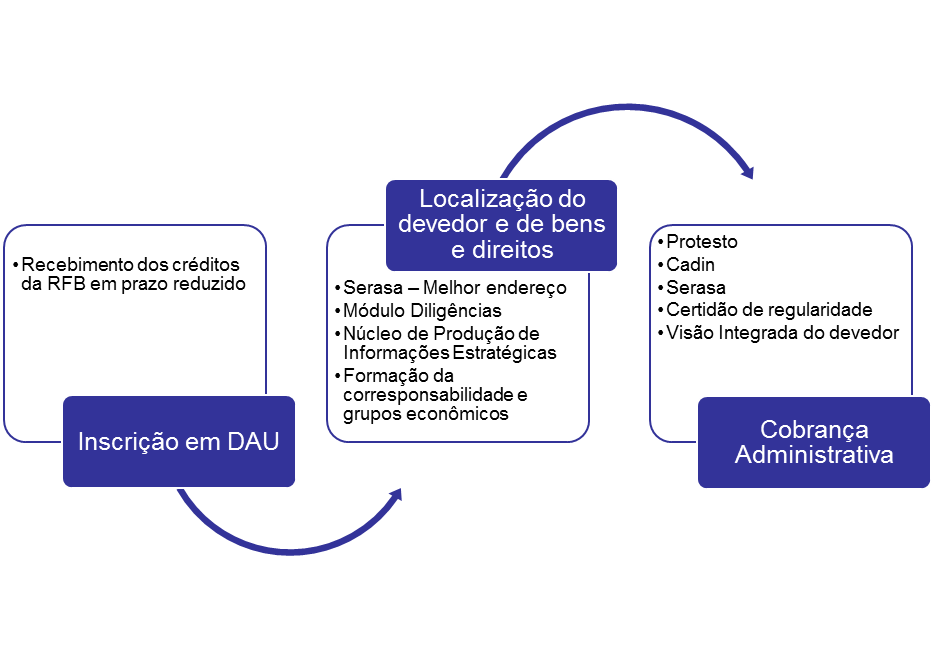 •Recebimento dos créditos
da RFB em prazo reduzido
Inscrição em DAU
Localização do
devedor e de bens
e direitos
•Serasa – Melhor endereço
•Módulo Diligências
•Núcleo de Produção de
Informações Estratégicas
•Formação da
corresponsabilidade e
grupos econômicos
•Protesto
•Cadin
•Serasa
•Certidão de regularidade
•Visão Integrada do devedor
Cobrança
Administrativa